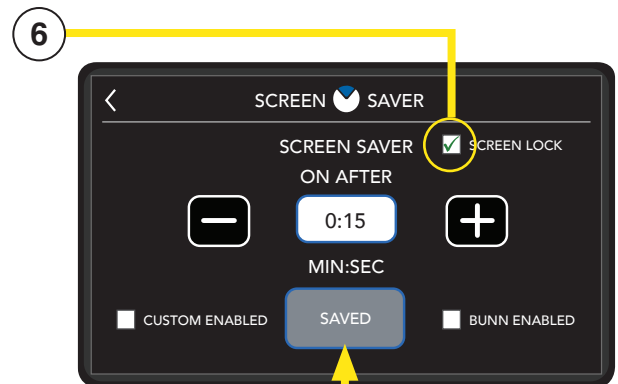 6
SCREEN SAVER
SCREEN SAVER
SCREEN LOCK
ON AFTER
0:15
MIN:SEC
CUSTOM ENABLED
SAVED
BUNN ENABLED